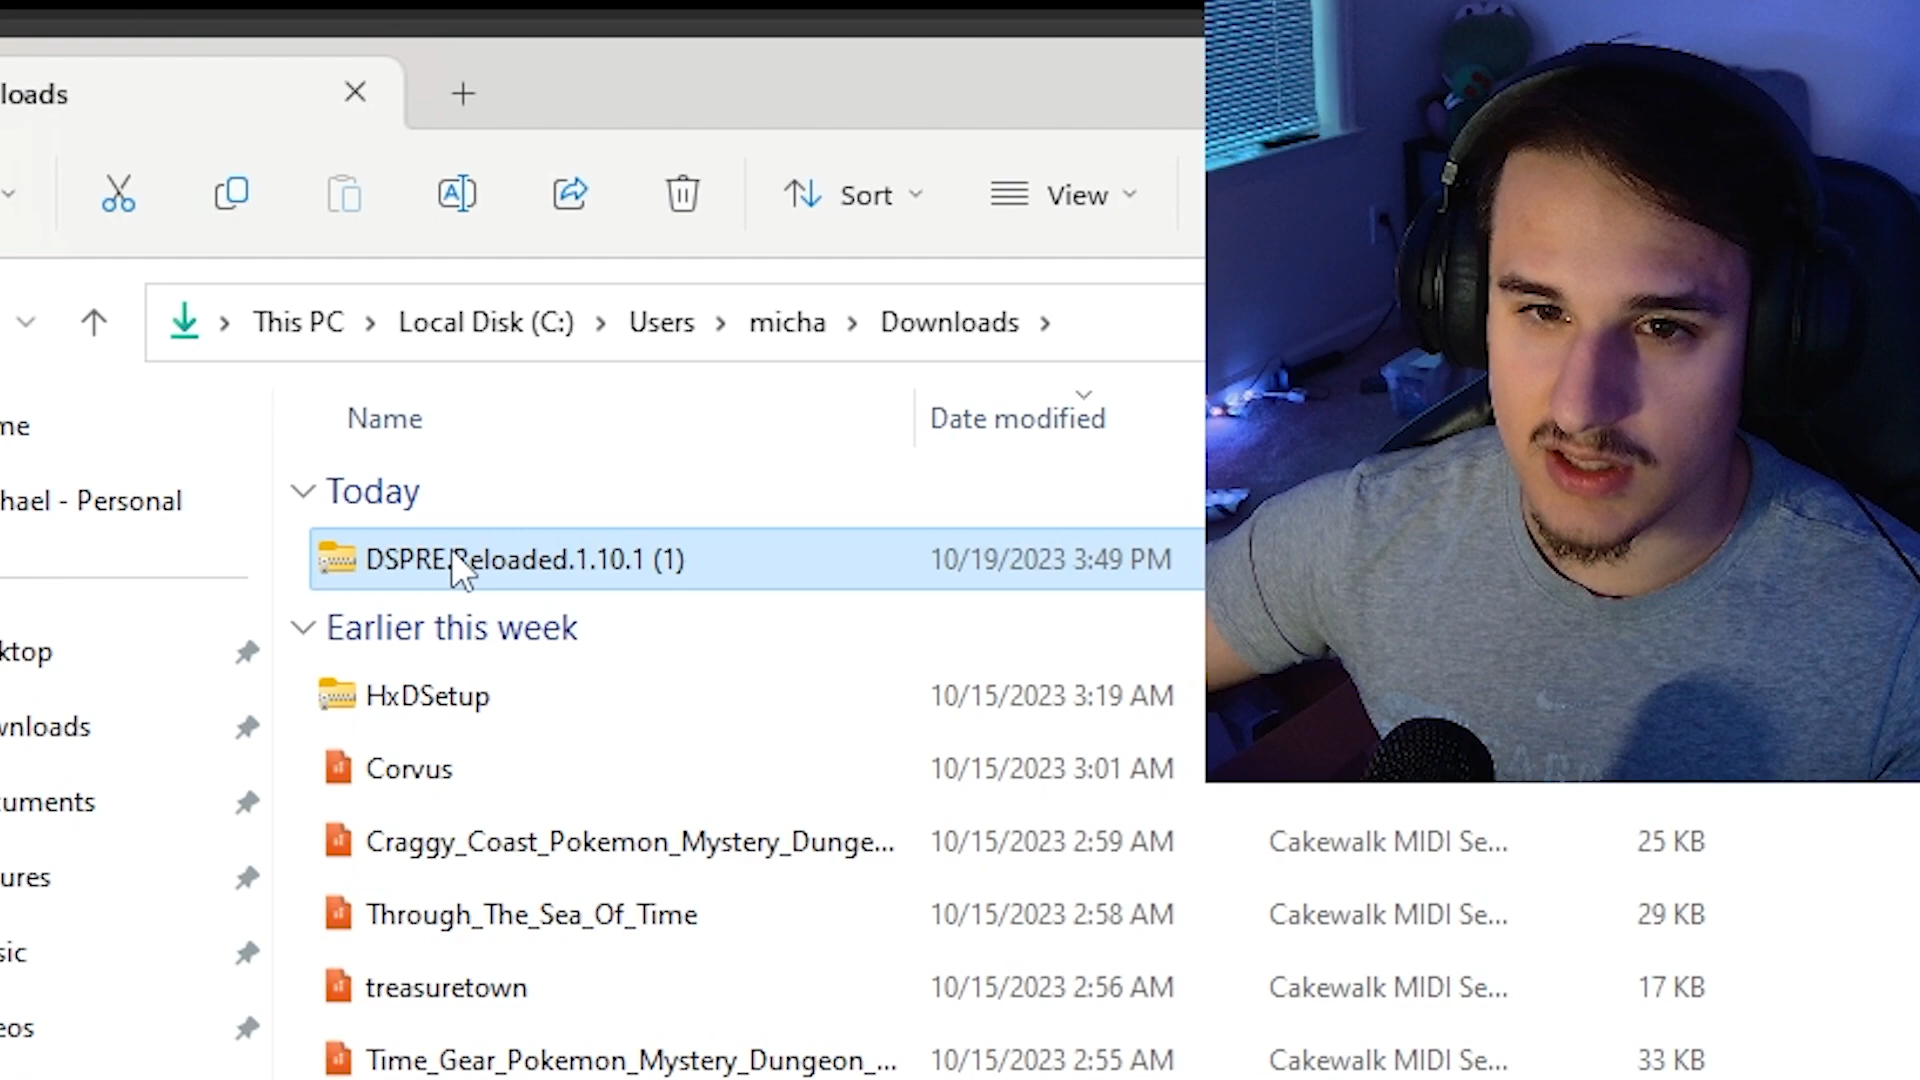 loads
Sort
View
This PC > Local Disk (C:) > Users > micha > Downloads >
me
hael - Personal
ktop
wnloads
cuments
ures
sic
eos
Name Date modified
Today
DSPRE.Reloaded.1.10.1 (1) 10/19/2023 3:49 PM
Earlier this week
HxDSetup 10/15/2023 3:19 AM
Corvus 10/15/2023 3:01 AM
Craggy_Coast_Pokemon_Mystery_Dunge... 10/15/2023 2:59 AM Cakewalk MIDI Se... 25 KB
Through_The_Sea_Of_Time 10/15/2023 2:58 AM Cakewalk MIDI Se... 29 KB
treasuretown 10/15/2023 2:56 AM Cakewalk MIDI Se... 17 KB
Time_Gear_Pokemon_Mystery_Dungeon_... 10/15/2023 2:55 AM Cakewalk MIDI Se... 33 KB